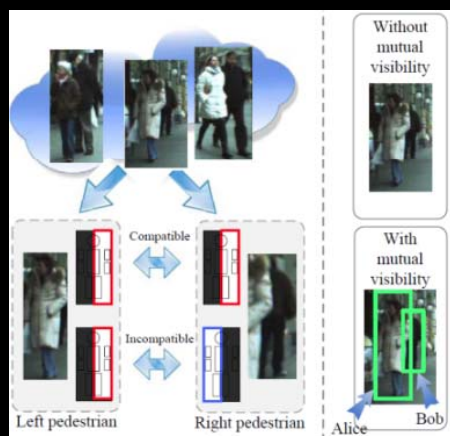 Without
mutual
visibility
Compatible
Incompatible
Left pedestrian
Right pedestrian
With
mutual
visibility
Alice
Bob